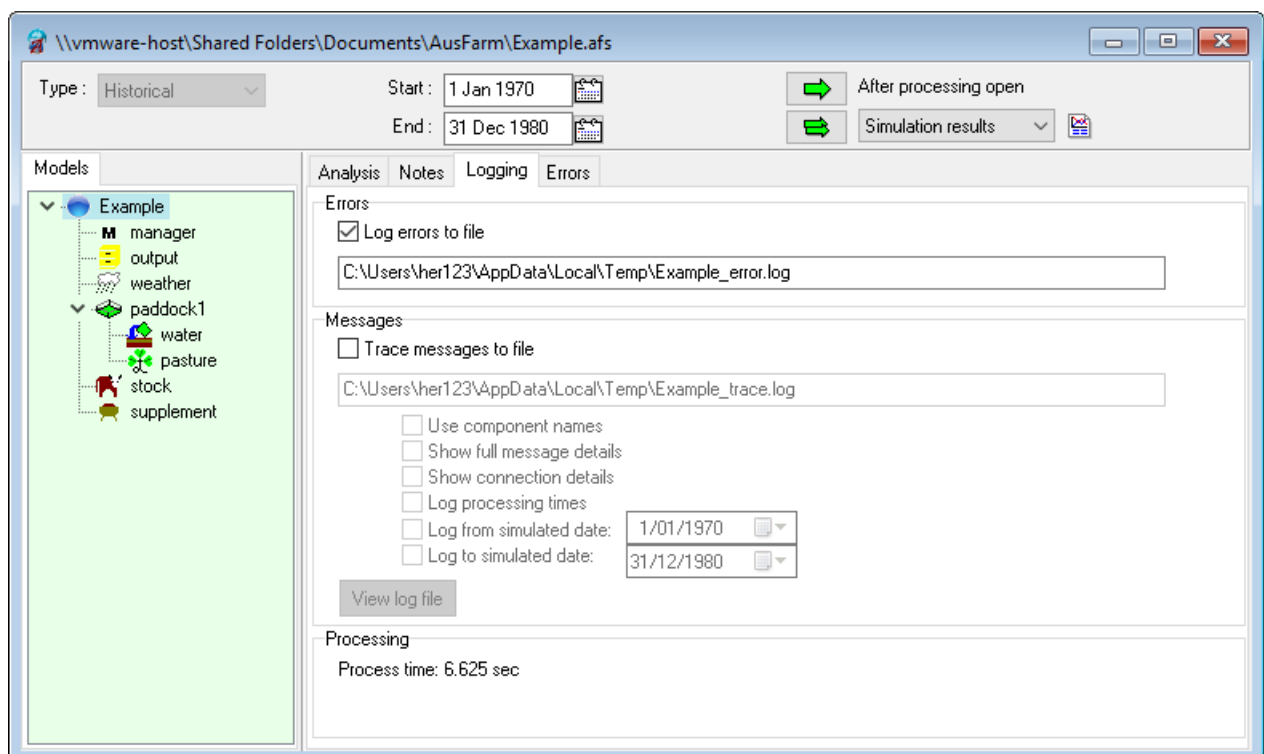 \\vmware-host\Shared Folders\Documents\AusFarm\Example.afs
Type : Historical Start : 1 Jan 1970 After processing open
End : 31 Dec 1980 Simulation results
Models
Example
M manager
output
weather
paddock1
water
pasture
stock
supplement
Analysis Notes Logging Errors
Errors
Log errors to file
C:\Users\her123\AppData\Local\Temp\Example_error.log
Messages
Trace messages to file
C:\Users\her123\AppData\Local\Temp\Example_trace.log
Use component names
Show full message details
Show connection details
Log processing times
Log from simulated date: 1/01/1970
Log to simulated date: 31/12/1980
View log file
Processing
Process time: 6.625 sec